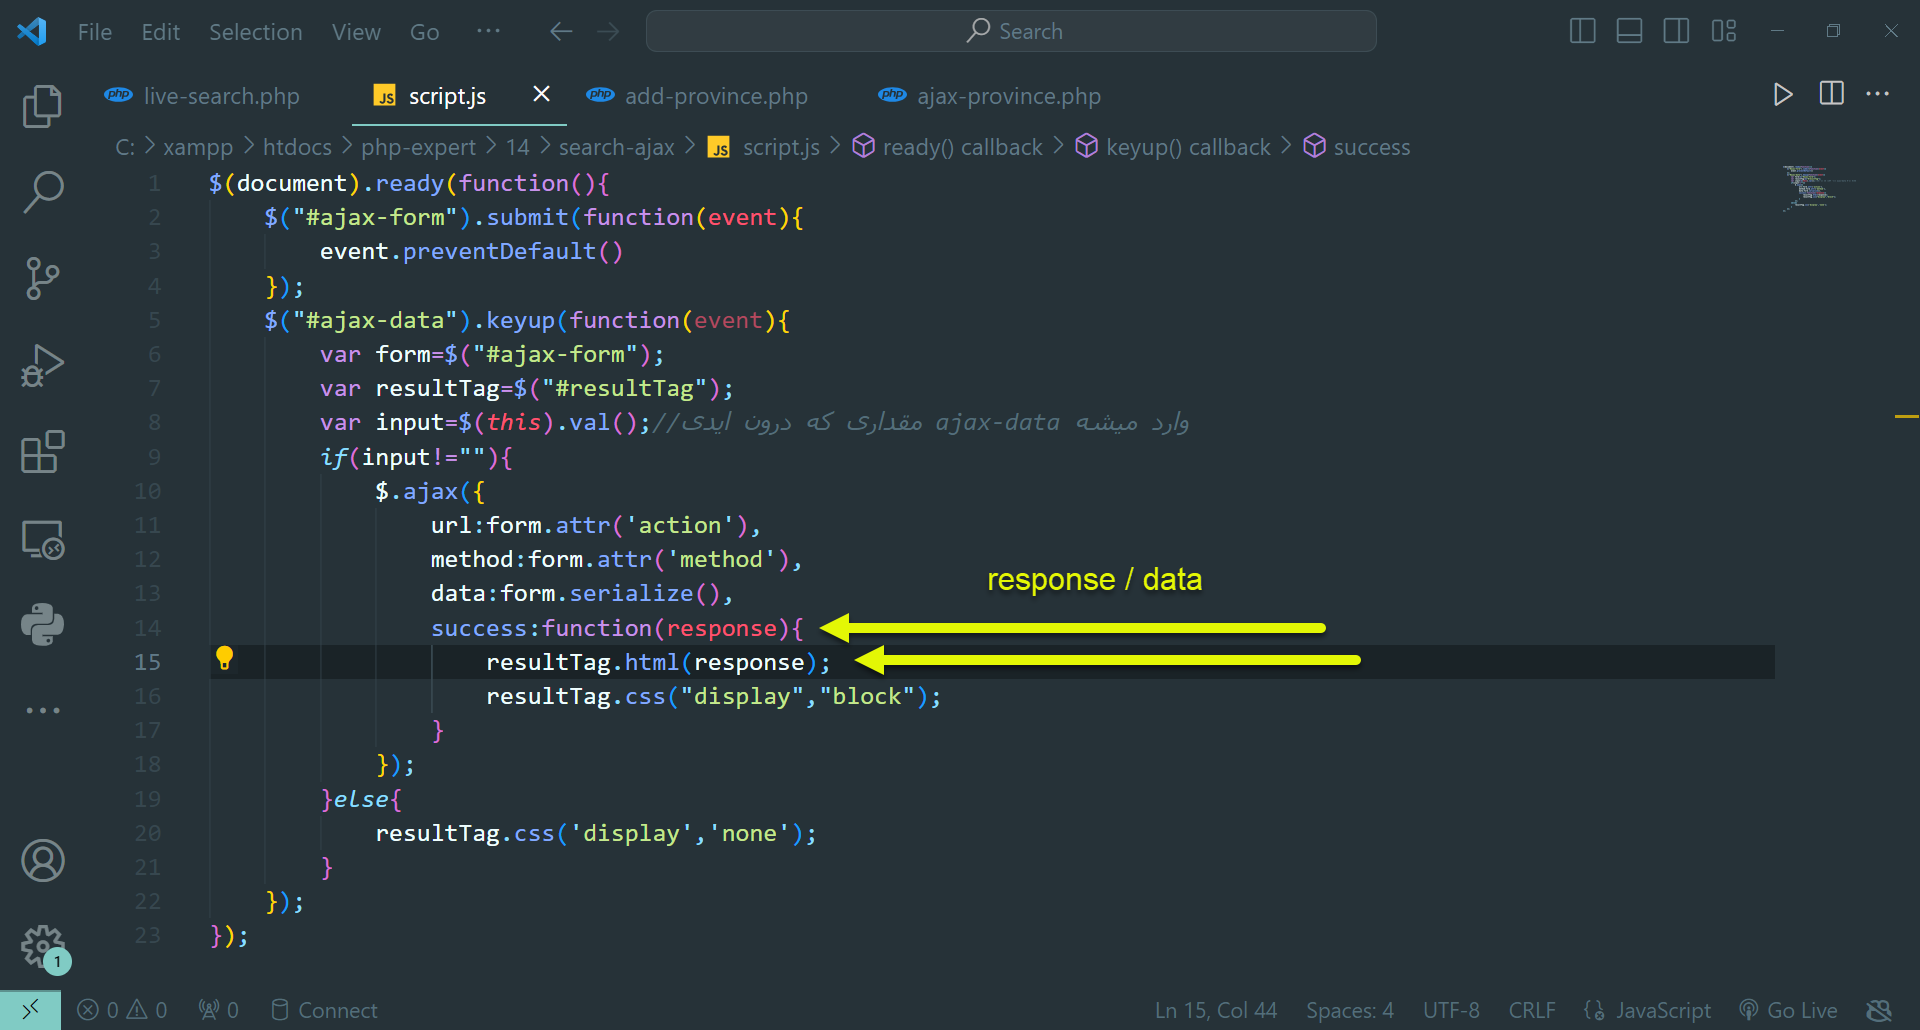 File Edit Selection View Go ··· Search
live-search.php script.js add-province.php ajax-province.php
C: > xampp > htdocs > php-expert > 14 > search-ajax > JS script.js > ready() callback > keyup() callback > success
1 $(document).ready(function(){
2 $("#ajax-form").submit(function(event){
3 event.preventDefault()
4 });
5 $("#ajax-data").keyup(function(event){
6 var form=$("#ajax-form");
7 var resultTag=$("#resultTag");
8 var input=$(this).val();//مقداری که درون ایدی ajax-data وارد میشه
9 if(input!=""){
10 $.ajax({
11 url:form.attr('action'),
12 method:form.attr('method'),
response / data
13 data:form.serialize(),
14 success:function(response){
15 resultTag.html(response);
16 resultTag.css("display","block");
17 }
18 });
19 }else{
20 resultTag.css('display','none');
21 }
22 });
23 });
1
0 0 0 Connect Ln 15, Col 44 Spaces: 4 UTF-8 CRLF JavaScript Go Live